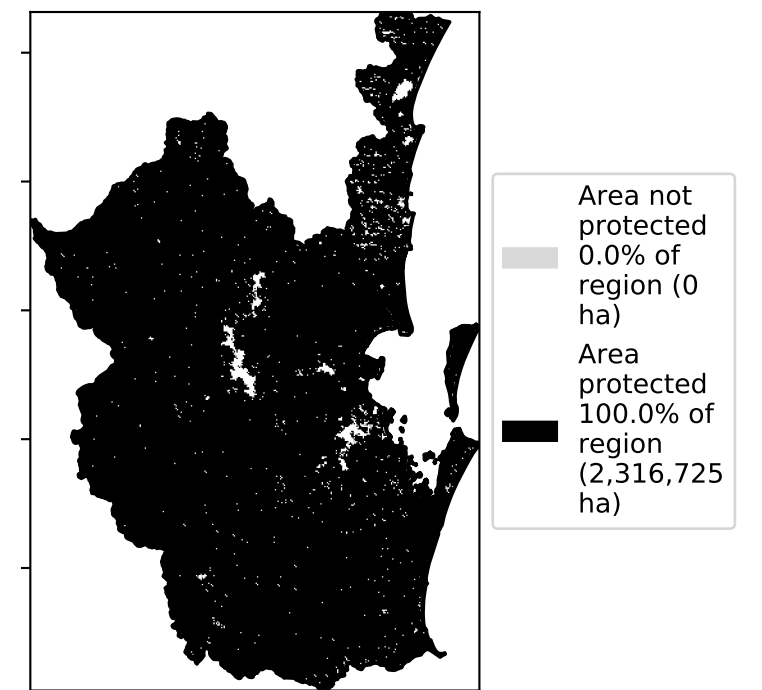 Area not
protected
0.0% of
region (0
ha)
Area
protected
100.0% of
region
(2,316,725
ha)